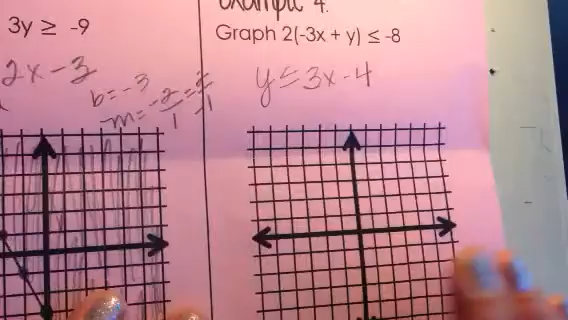 3y ≥ -9
2x - 3
b = -3
m = -2/1 = 2/-1
example 4.
Graph 2(-3x + y) ≤ -8
y ≤ 3x - 4